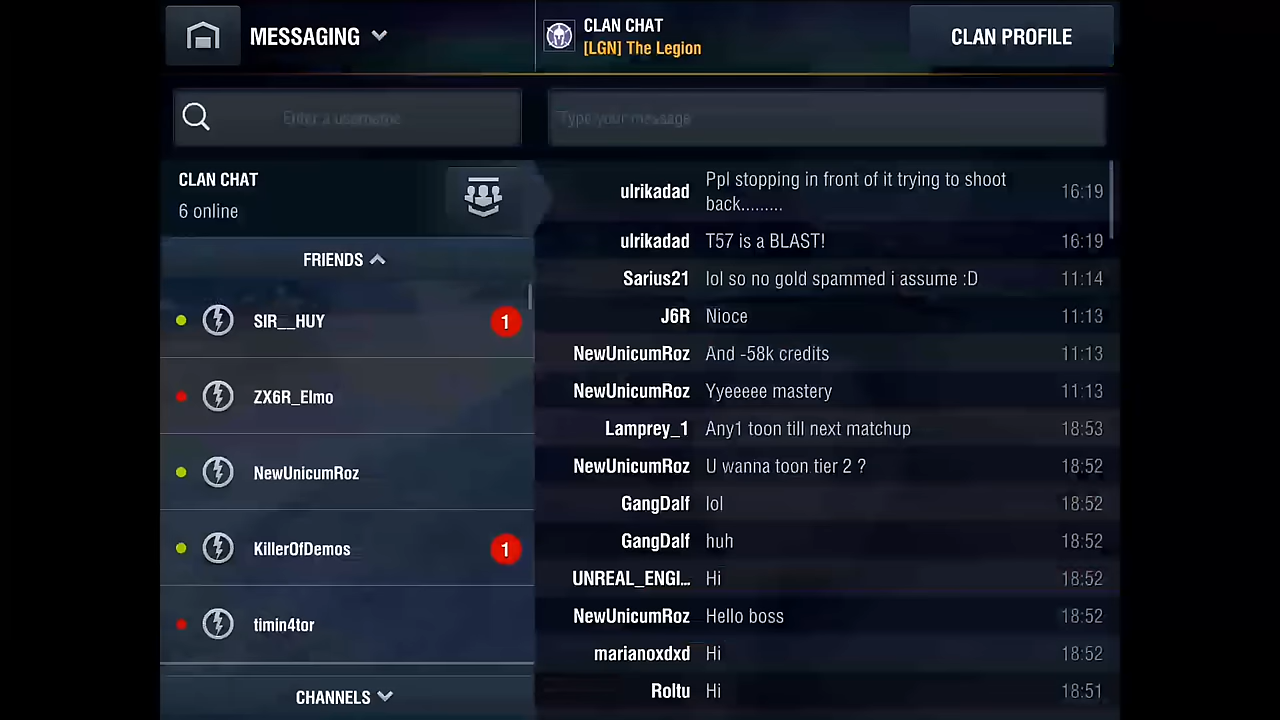 MESSAGING
CLAN CHAT
[LGN] The Legion
CLAN PROFILE
Enter a username
Type your message
CLAN CHAT
6 online
FRIENDS
SIR__HUY
1
ZX6R_Elmo
NewUnicumRoz
KillerOfDemos
1
timin4tor
CHANNELS
ulrikadad Ppl stopping in front of it trying to shoot 16:19
back.........
ulrikadad T57 is a BLAST! 16:19
Sarius21 lol so no gold spammed i assume :D 11:14
J6R Nioce 11:13
NewUnicumRoz And -58k credits 11:13
NewUnicumRoz Yyeeeee mastery 11:13
Lamprey_1 Any1 toon till next matchup 18:53
NewUnicumRoz U wanna toon tier 2 ? 18:52
GangDalf lol 18:52
GangDalf huh 18:52
UNREAL_ENGI... Hi 18:52
NewUnicumRoz Hello boss 18:52
marianoxdxd Hi 18:52
Roltu Hi 18:51